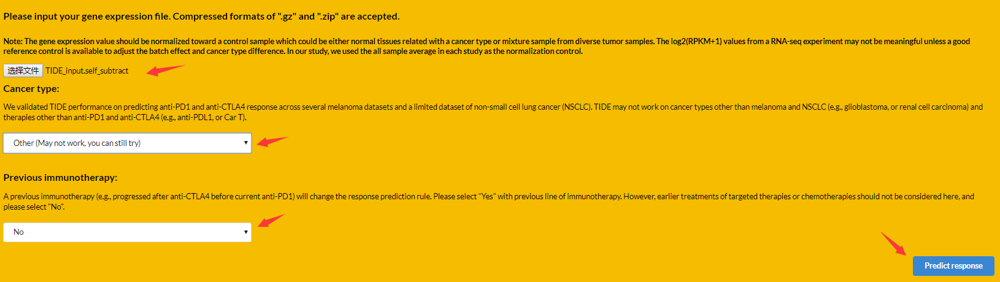 Please input your gene expression file. Compressed formats of ".gz" and ".zip" are accepted.
Note: The gene expression value should be normalized toward a control sample which could be either normal tissues related with a cancer type or mixture sample from diverse tumor samples. The log2(RPKM+1) values from a RNA-seq experiment may not be meaningful unless a good
reference control is available to adjust the batch effect and cancer type difference. In our study, we used the all sample average in each study as the normalization control.
选择文件 TIDE_input.self_subtract
Cancer type:
We validated TIDE performance on predicting anti-PD1 and anti-CTLA4 response across several melanoma datasets and a limited dataset of non-small cell lung cancer (NSCLC). TIDE may not work on cancer types other than melanoma and NSCLC (e.g., glioblastoma, or renal cell carcinoma) and
therapies other than anti-PD1 and anti-CTLA4 (e.g., anti-PDL1, or Car T).
Other (May not work, you can still try)
Previous immunotherapy:
A previous immunotherapy (e.g., progressed after anti-CTLA4 before current anti-PD1) will change the response prediction rule. Please select "Yes" with previous line of immunotherapy. However, earlier treatments of targeted therapies or chemotherapies should not be considered here, and
please select "No".
No
Predict response